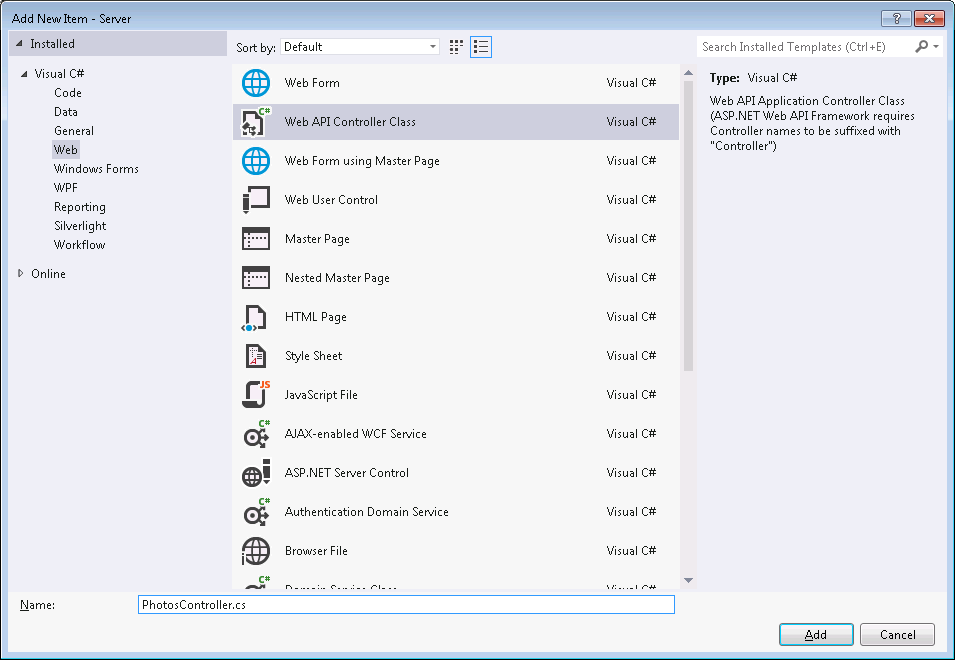 Add New Item - Server
?
Installed
Sort by: Default
Search Installed Templates (Ctrl+E)
Visual C#
Code
Data
General
Web
Windows Forms
WPF
Reporting
Silverlight
Workflow
Online
Web Form Visual C#
C# Web API Controller Class Visual C#
Web Form using Master Page Visual C#
Web User Control Visual C#
Master Page Visual C#
Nested Master Page Visual C#
HTML Page Visual C#
Style Sheet Visual C#
JS JavaScript File Visual C#
C# AJAX-enabled WCF Service Visual C#
ASP.NET Server Control Visual C#
C# Authentication Domain Service Visual C#
Browser File Visual C#
C# Domain Service Class Visual C#
Type: Visual C#
Web API Application Controller Class
(ASP.NET Web API Framework requires
Controller names to be suffixed with
"Controller")
Name: PhotosController.cs
Add Cancel